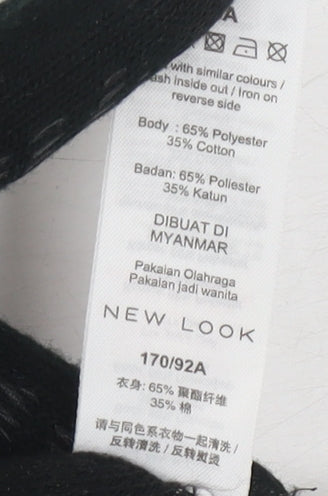 A
with similar colours /
ash inside out / Iron on
reverse side
Body : 65% Polyester
35% Cotton
Badan: 65% Poliester
35% Katun
DIBUAT DI
MYANMAR
Pakaian Olahraga
Pakaian jadi wanita
NEW LOOK
170/92A
衣身: 65% 聚酯纤维
35% 棉
请与同色系衣物一起清洗 /
反转清洗 / 反转熨烫